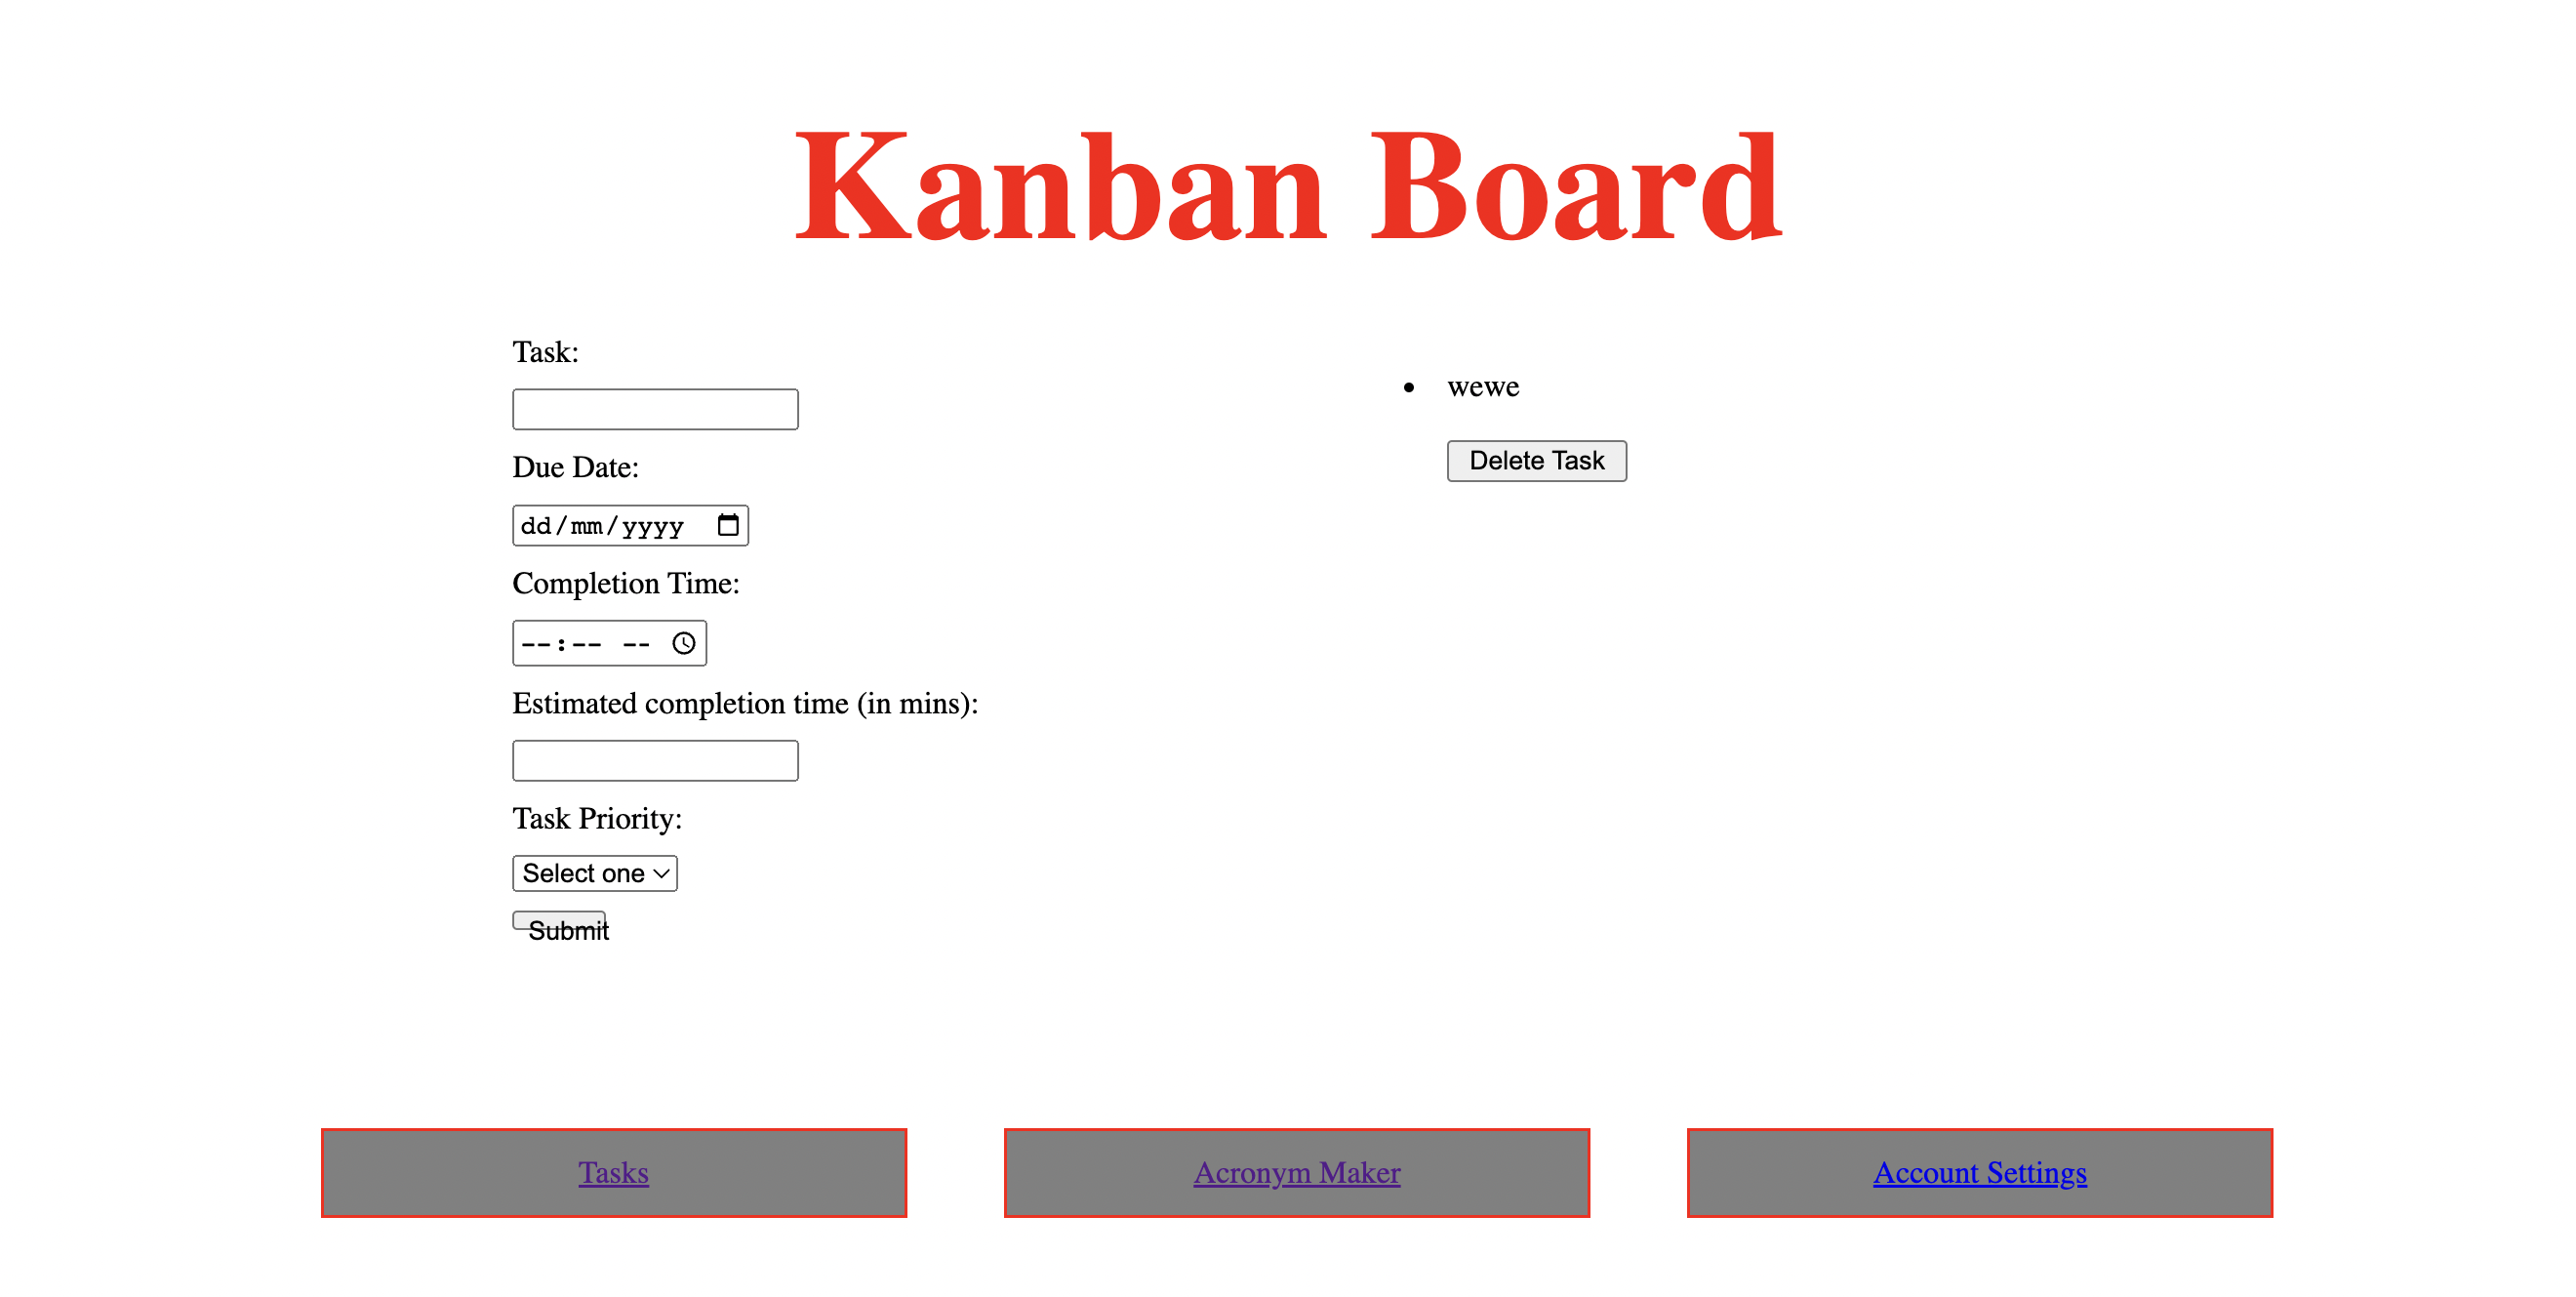 Kanban Board
Task:
Due Date:
dd/mm/yyyy
Completion Time:
--:-- --
Estimated completion time (in mins):
Task Priority:
Select one
Submit
wewe
Delete Task
Tasks
Acronym Maker
Account Settings